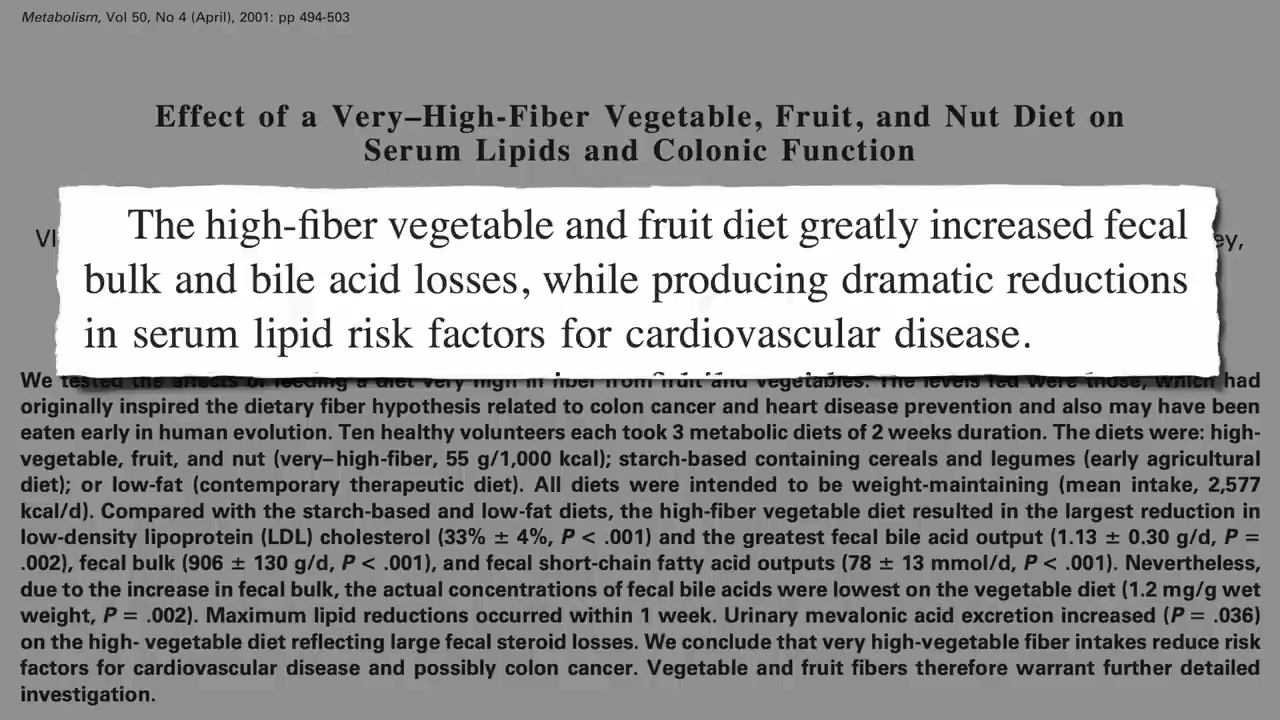 Metabolism, Vol 50, No 4 (April), 2001: pp 494-503
Effect of a Very–High-Fiber Vegetable, Fruit, and Nut Diet on
Serum Lipids and Colonic Function
The high-fiber vegetable and fruit diet greatly increased fecal
bulk and bile acid losses, while producing dramatic reductions
in serum lipid risk factors for cardiovascular disease.
We tested the effects of feeding a diet very high in fiber from fruit and vegetables. The levels fed were those, which had
originally inspired the dietary fiber hypothesis related to colon cancer and heart disease prevention and also may have been
eaten early in human evolution. Ten healthy volunteers each took 3 metabolic diets of 2 weeks duration. The diets were: high-
vegetable, fruit, and nut (very–high-fiber, 55 g/1,000 kcal); starch-based containing cereals and legumes (early agricultural
diet); or low-fat (contemporary therapeutic diet). All diets were intended to be weight-maintaining (mean intake, 2,577
kcal/d). Compared with the starch-based and low-fat diets, the high-fiber vegetable diet resulted in the largest reduction in
low-density lipoprotein (LDL) cholesterol (33% ± 4%, P < .001) and the greatest fecal bile acid output (1.13 ± 0.30 g/d, P =
.002), fecal bulk (906 ± 130 g/d, P < .001), and fecal short-chain fatty acid outputs (78 ± 13 mmol/d, P < .001). Nevertheless,
due to the increase in fecal bulk, the actual concentrations of fecal bile acids were lowest on the vegetable diet (1.2 mg/g wet
weight, P = .002). Maximum lipid reductions occurred within 1 week. Urinary mevalonic acid excretion increased (P = .036)
on the high- vegetable diet reflecting large fecal steroid losses. We conclude that very high-vegetable fiber intakes reduce risk
factors for cardiovascular disease and possibly colon cancer. Vegetable and fruit fibers therefore warrant further detailed
investigation.